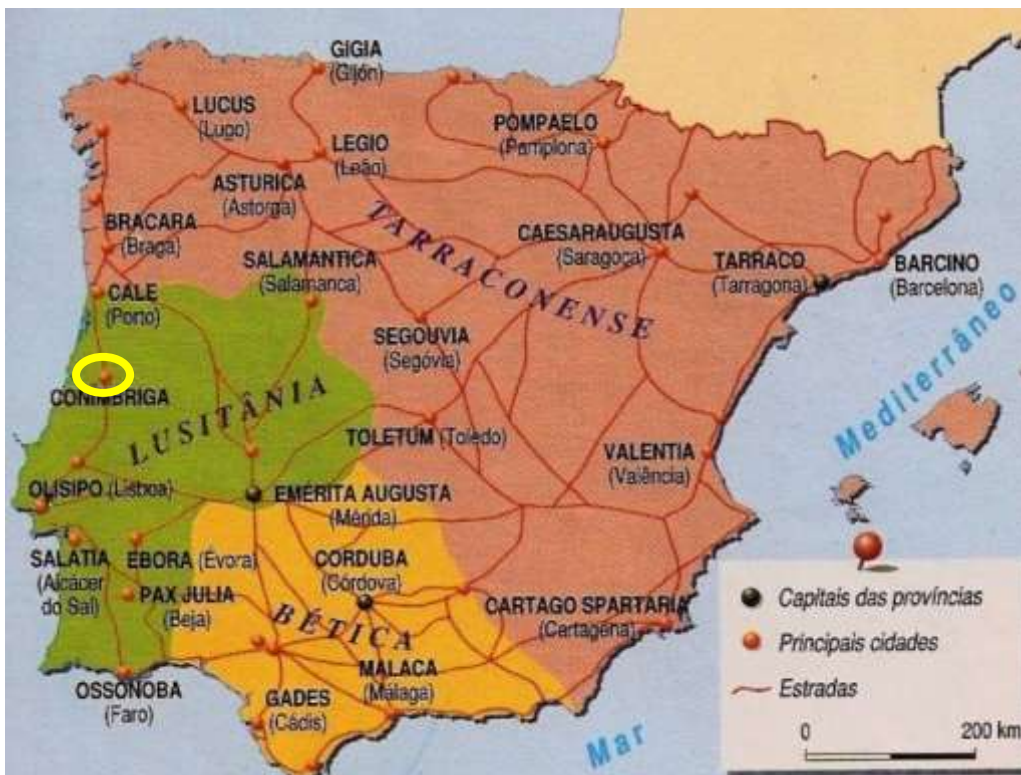 GIGIA
(Gijón)
LUCUS
(Lugo)
LEGIO
(Leão)
POMPAELO
(Pamplona)
ASTURICA
(Astorga)
BRACARA
(Braga)
SALAMANTICA
(Salamanca)
TARRACONENSE
CAESARAUGUSTA
(Saragoça)
TARRACO
(Tarragona)
BARCINO
(Barcelona)
CALE
(Porto)
SEGOUVIA
(Segóvia)
CONIMBRIGA
LUSITÂNIA
TOLETUM (Toledo)
VALENTIA
(Valência)
Mediterrâneo
OLISIPO (Lisboa)
EMERITA AUGUSTA
(Mérida)
SALATIA
(Alcácer
do Sal)
EBORA (Évora)
PAX JULIA
(Beja)
CORDUBA
(Córdova)
BÉTICA
CARTAGO SPARTARIA
(Cartagena)
MALACA
(Málaga)
OSSONOBA
(Faro)
GADES
(Cádis)
Mar
Capitais das províncias
Principais cidades
Estradas
0 200 km